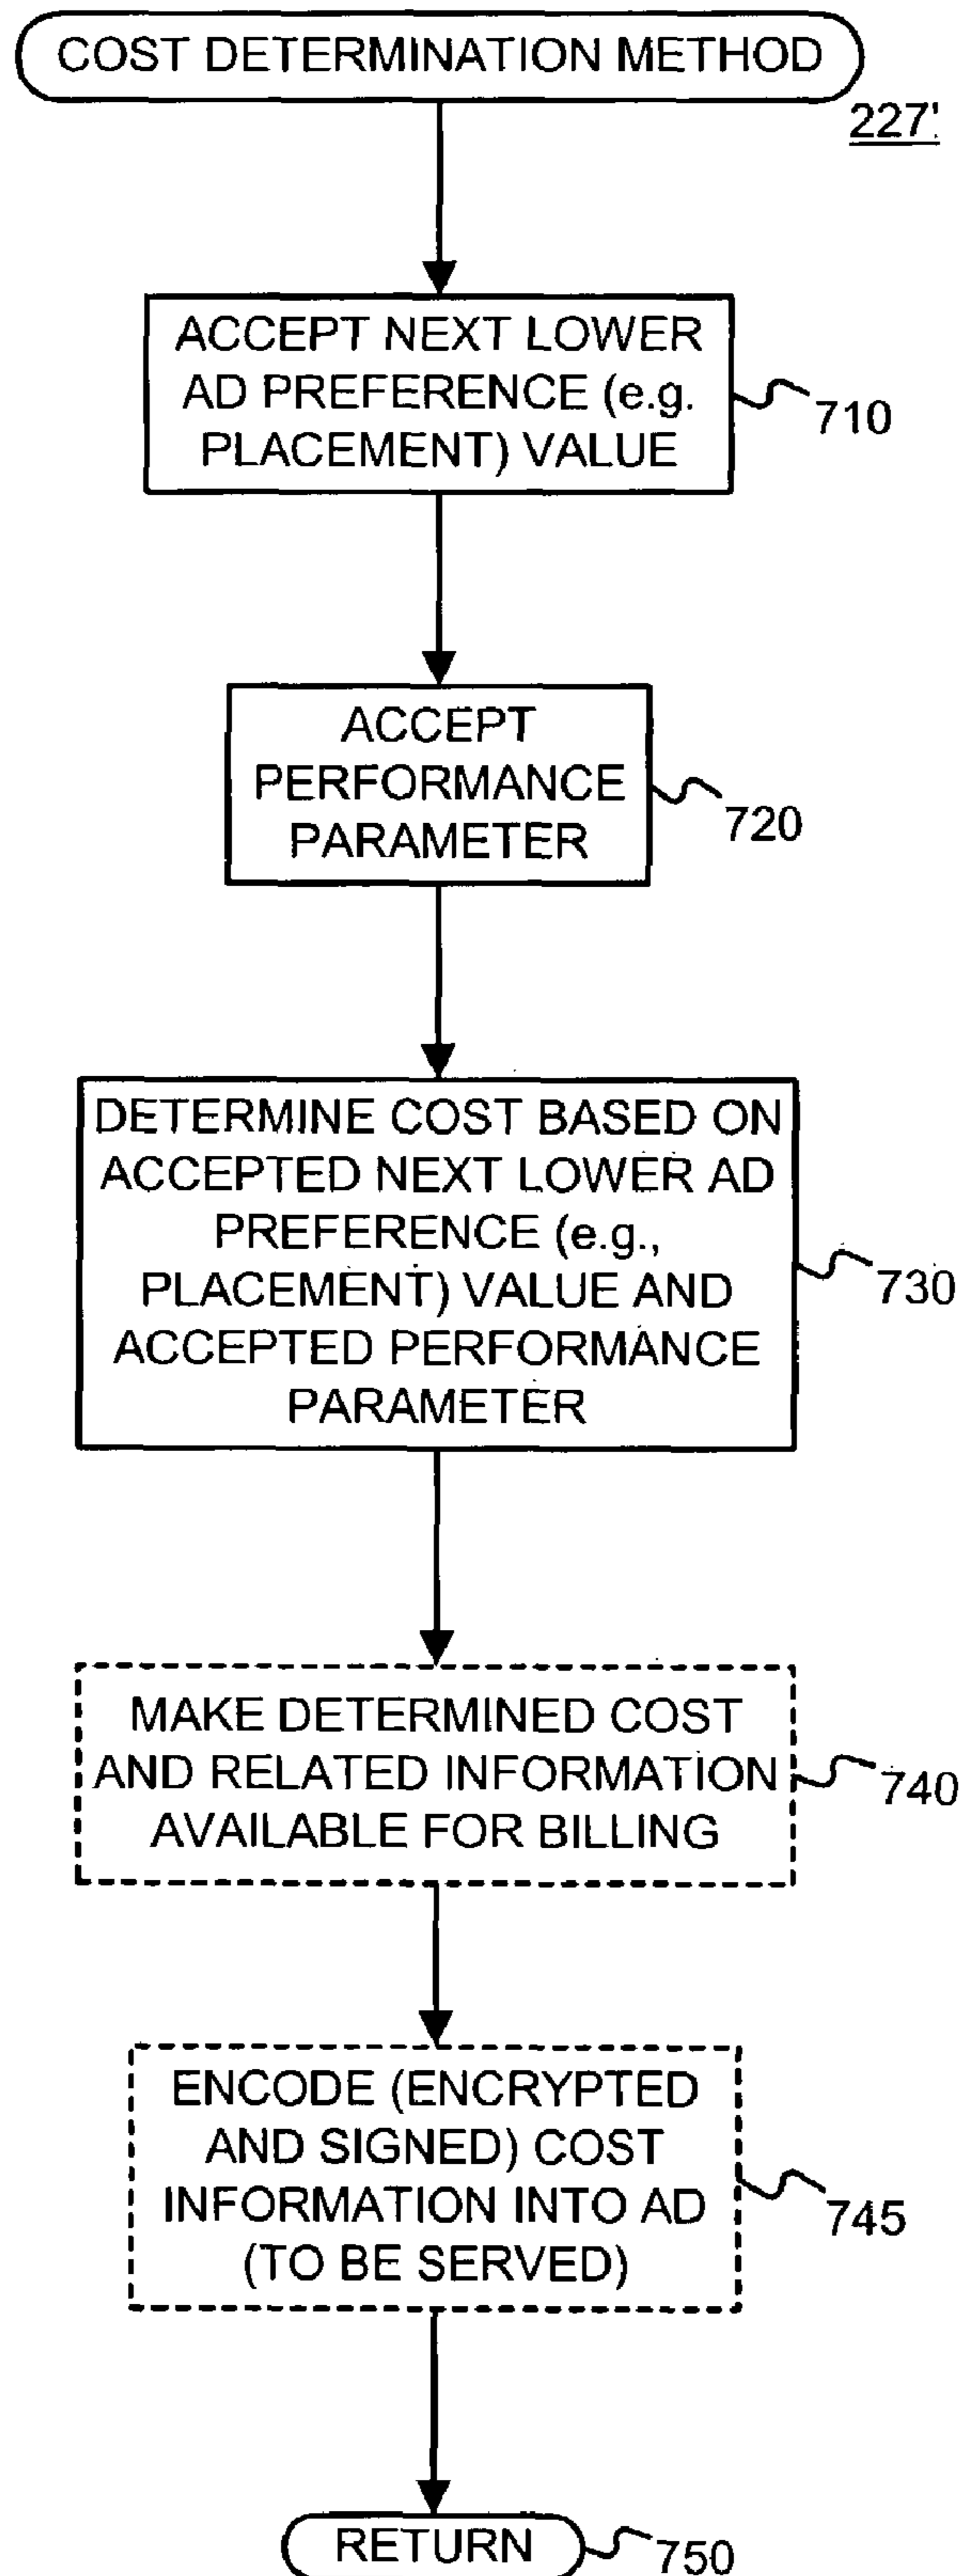 COST DETERMINATION METHOD
227'
ACCEPT NEXT LOWER
AD PREFERENCE (e.g.
PLACEMENT) VALUE
710
ACCEPT
PERFORMANCE
PARAMETER
720
DETERMINE COST BASED ON
ACCEPTED NEXT LOWER AD
PREFERENCE (e.g.,
PLACEMENT) VALUE AND
ACCEPTED PERFORMANCE
PARAMETER
730
MAKE DETERMINED COST
AND RELATED INFORMATION
AVAILABLE FOR BILLING
740
ENCODE (ENCRYPTED
AND SIGNED) COST
INFORMATION INTO AD
(TO BE SERVED)
745
RETURN
750